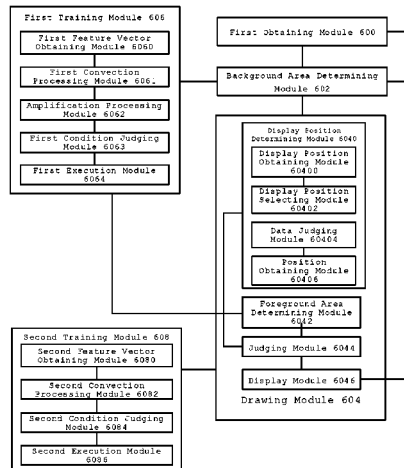 First Training Module 606
First Feature Vector
Obtaining Module 6060
First Convection
Processing Module 6061
Amplification Processing
Module 6062
First Condition Judging
Module 6063
First Execution Module
6064
First Obtaining Module 600
Background Area Determining
Module 602
Display Position
Determining Module 6040
Display Position
Obtaining Module
60400
Display Position
Selecting Module
60402
Data Judging
Module 60404
Position
Obtaining Module
60406
Foreground Area
Determining Module
6042
Judging Module 6044
Display Module 6046
Drawing Module 604
Second Training Module 608
Second Feature Vector
Obtaining Module 6080
Second Convection
Processing Module 6082
Second Condition Judging
Module 6084
Second Execution Module
6086